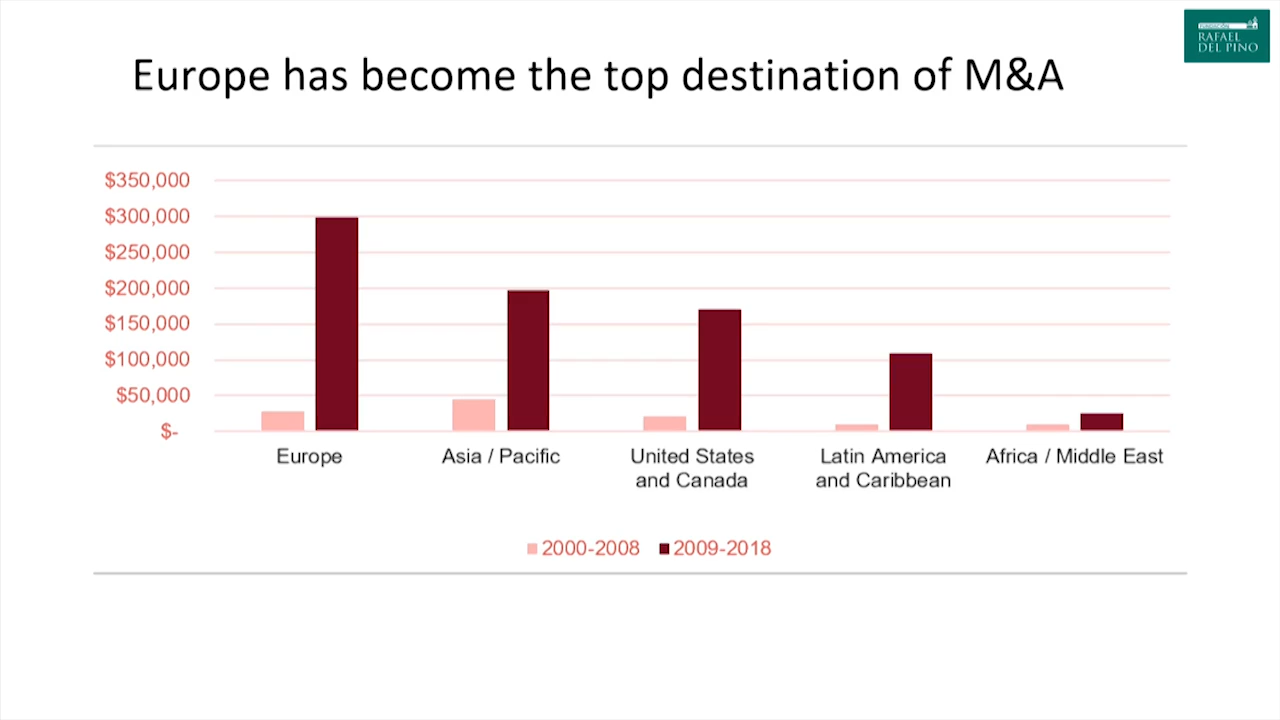 FUNDACIÓN
RAFAEL
DEL PINO
Europe has become the top destination of M&A
$350,000
$300,000
$250,000
$200,000
$150,000
$100,000
$50,000
$-
Europe
Asia / Pacific
United States
and Canada
Latin America
and Caribbean
Africa / Middle East
2000-2008
2009-2018